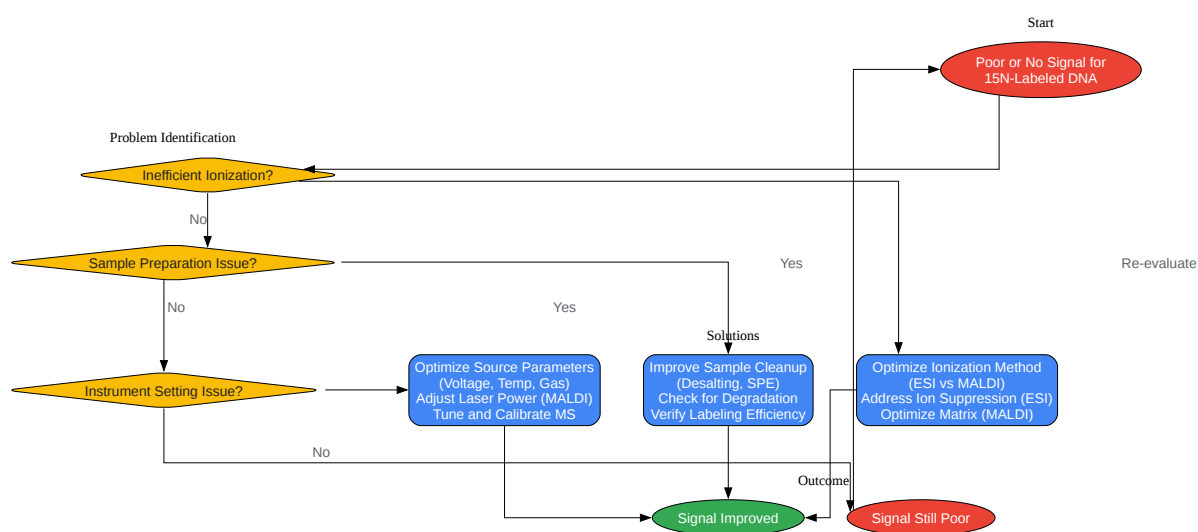 Start
Poor or No Signal for
15N-Labeled DNA
Problem Identification
Inefficient Ionization?
No
Sample Preparation Issue?
Yes
Re-evaluate
No
Yes
Solutions
Instrument Setting Issue?
Optimize Source Parameters
(Voltage, Temp, Gas)
Adjust Laser Power (MALDI)
Tune and Calibrate MS
Improve Sample Cleanup
(Desalting, SPE)
Check for Degradation
Verify Labeling Efficiency
Optimize Ionization Method
(ESI vs MALDI)
Address Ion Suppression (ESI)
Optimize Matrix (MALDI)
No
Outcome
Signal Improved
Signal Still Poor